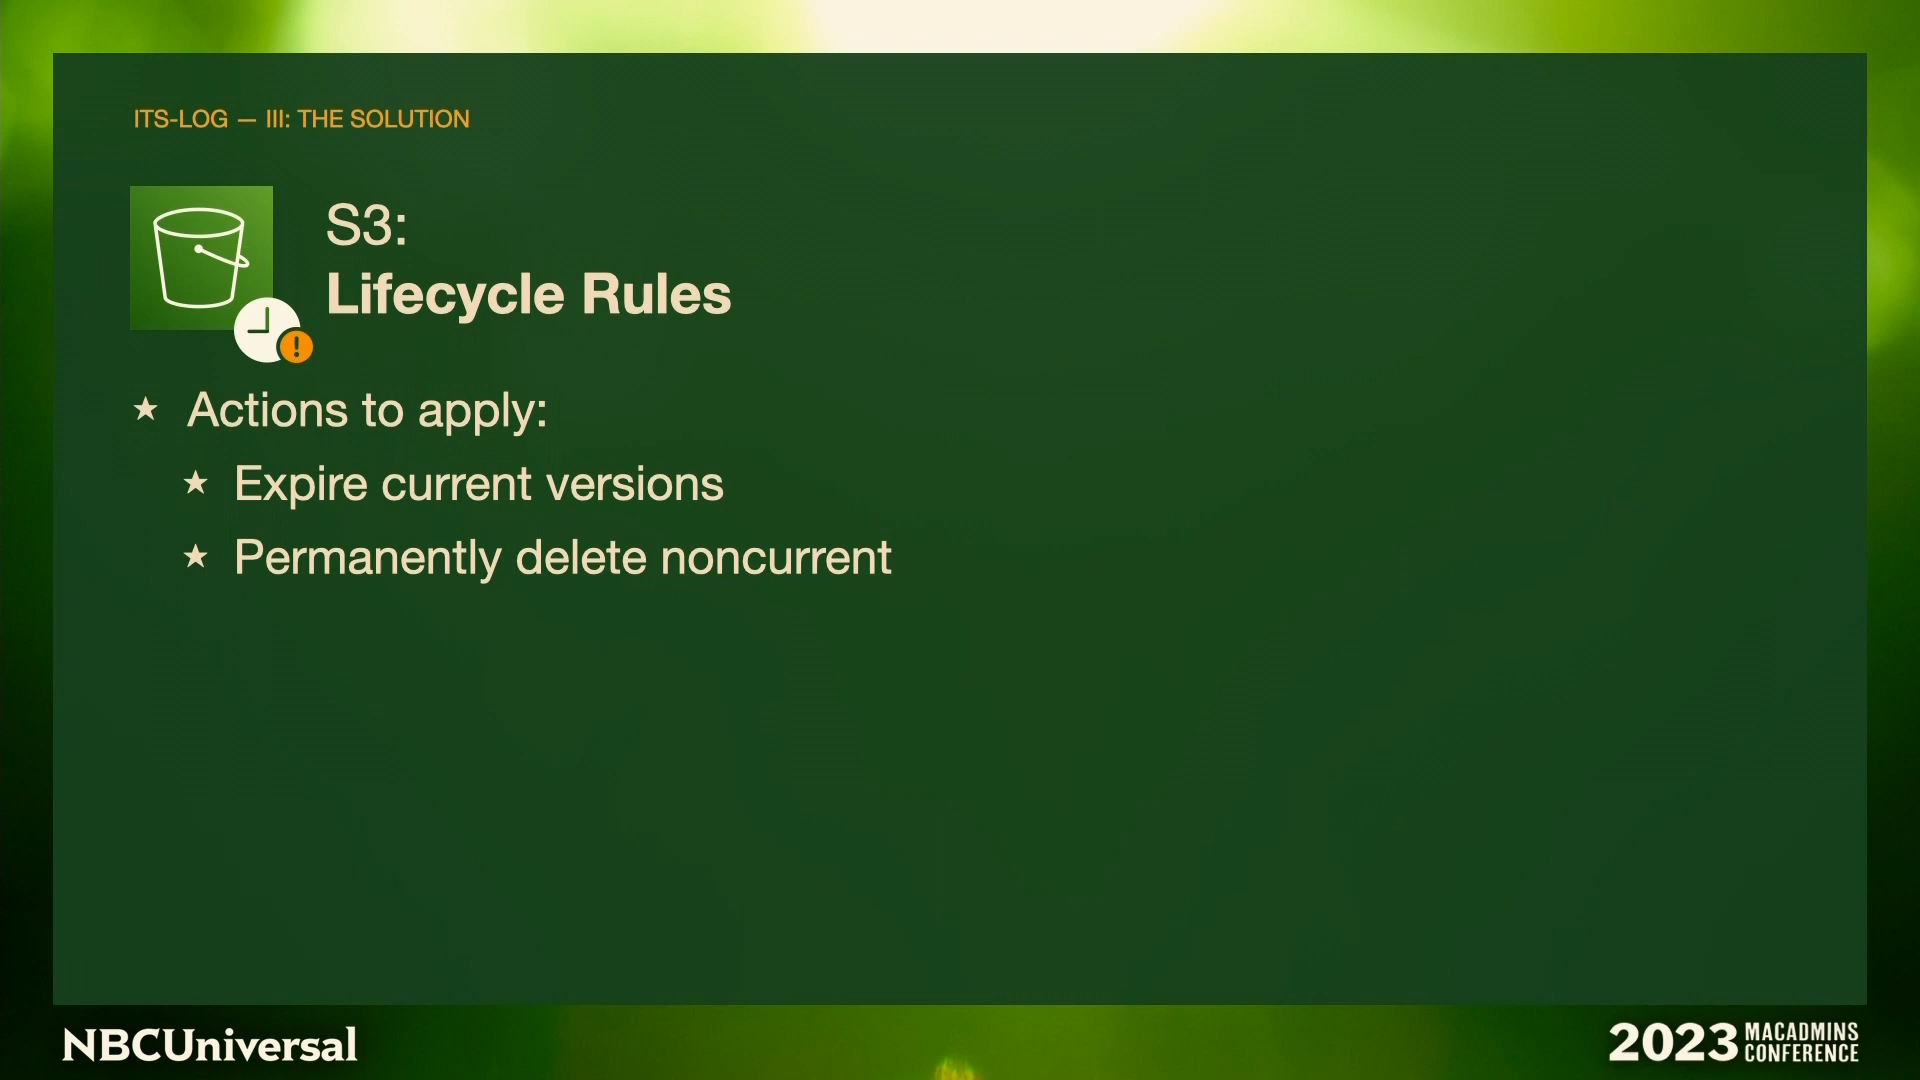 ITS-LOG — III: THE SOLUTION
S3:
Lifecycle Rules
★ Actions to apply:
★ Expire current versions
★ Permanently delete noncurrent
NBCUniversal
2023 MACADMINS
CONFERENCE